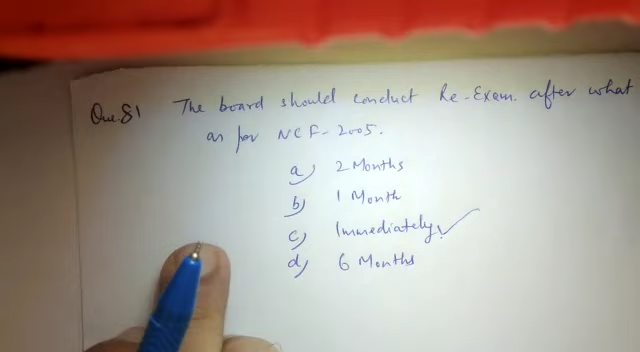 Que.81 The board should conduct Re-Exam. after what
as per NCF-2005.
a) 2 Months
b) 1 Month
c) Immediately.
d) 6 Months